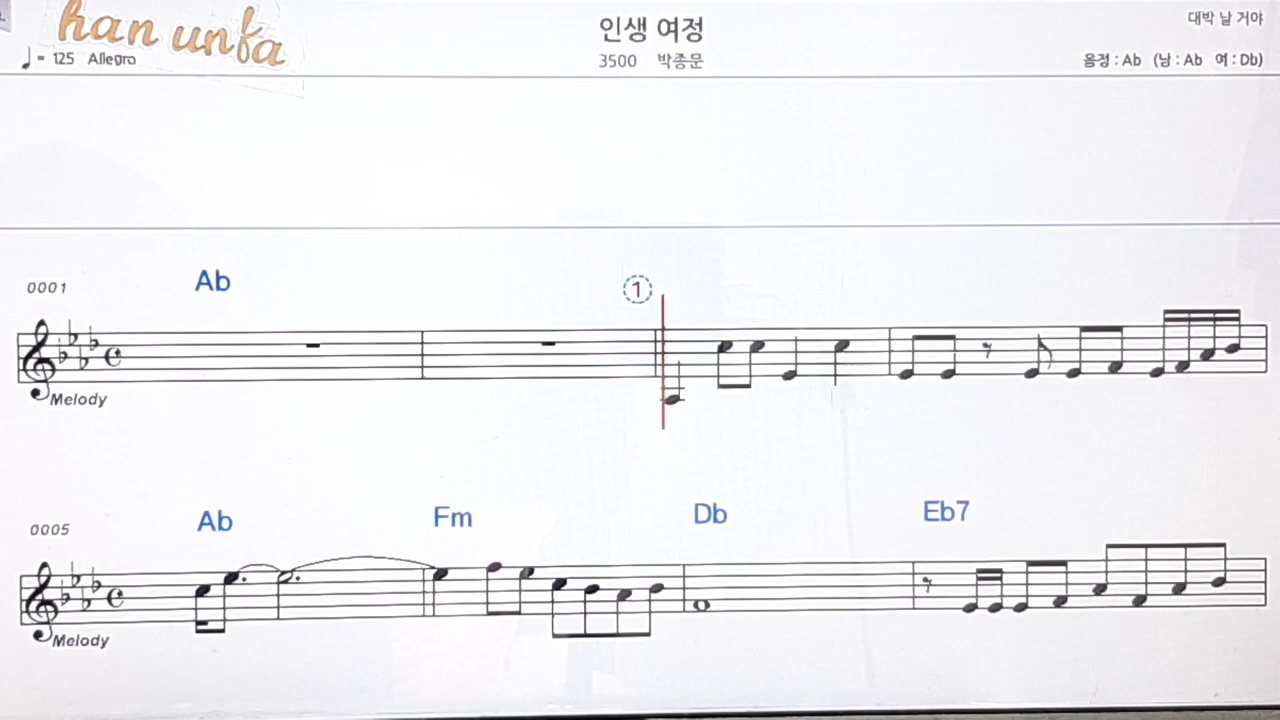 han unfa
인생 여정
대박 날 거야
♩= 125 Allegro
3500 박종문
음정 : Ab (남 : Ab 여 : Db)
0001
Ab
1
Melody
0005
Ab Fm Db Eb7
Melody